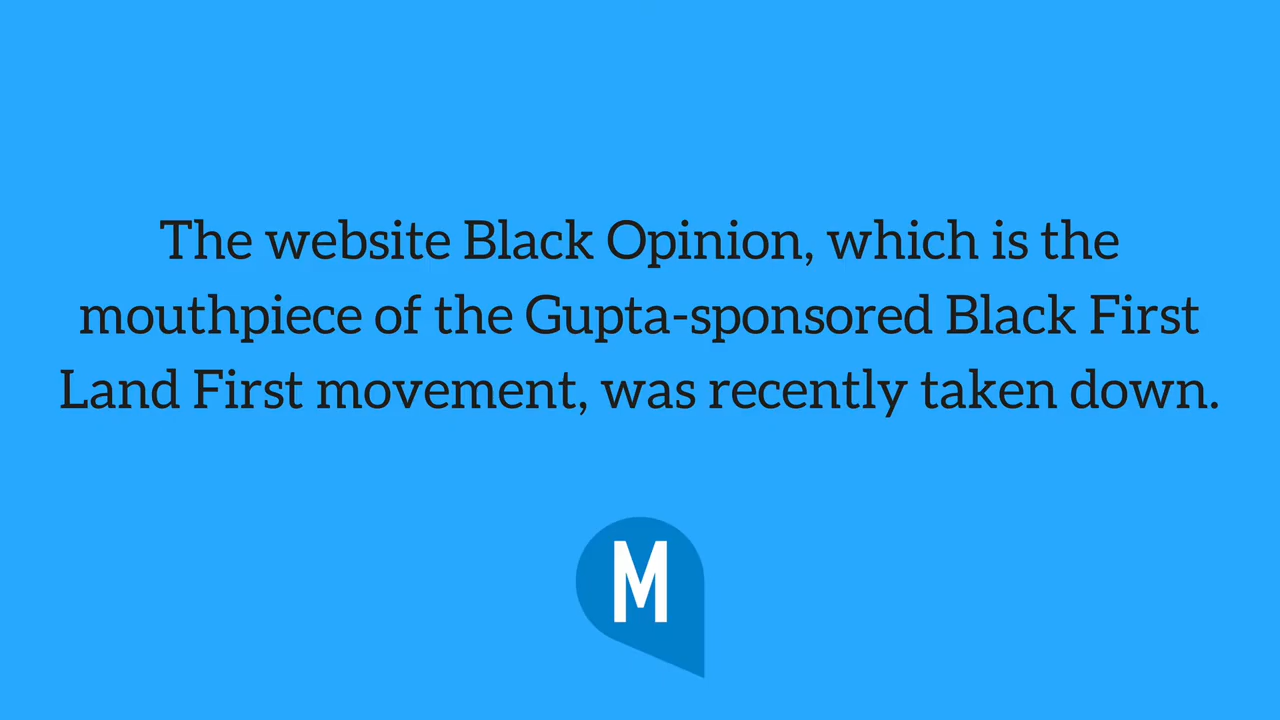 The website Black Opinion, which is the
mouthpiece of the Gupta-sponsored Black First
Land First movement, was recently taken down.
M